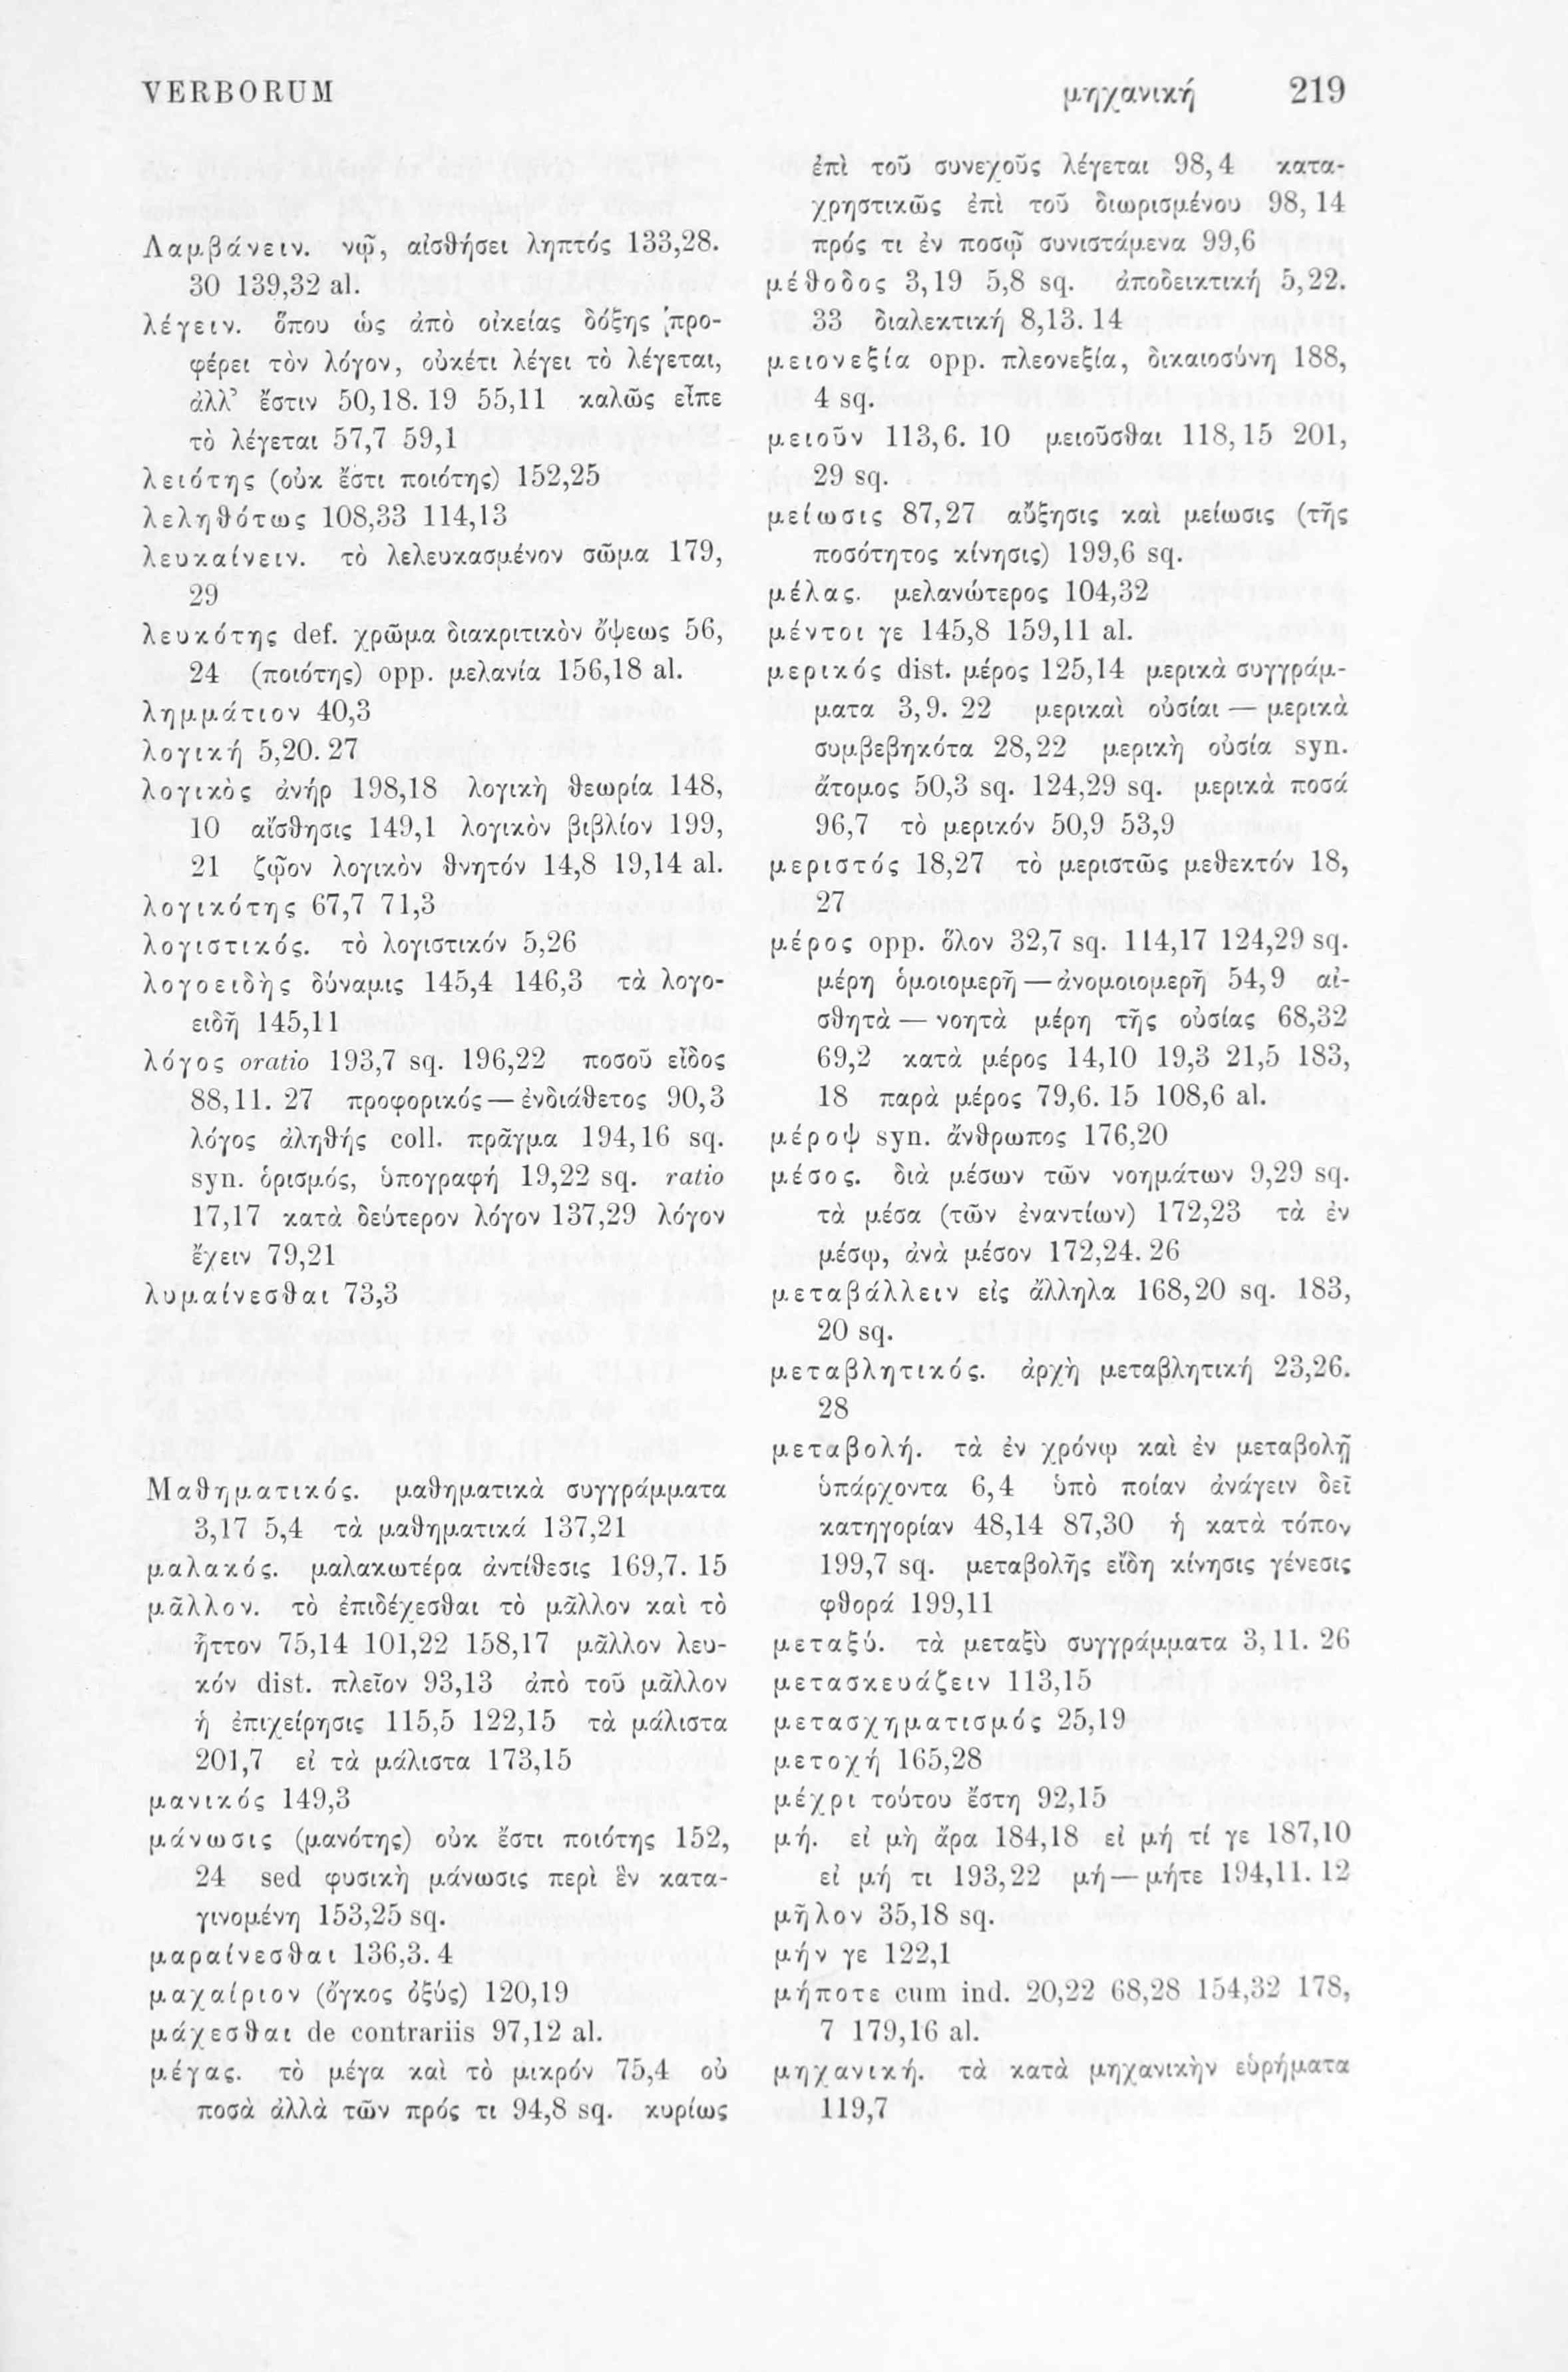 VERBORUM
μηχανική 219
Λαμβάνειν. νῷ, αἰσθήσει ληπτός 133,28.
30 139,32 al.
λέγειν. ὅπου ὡς ἀπὸ οἰκείας δόξης προ-
φέρει τὸν λόγον, οὐκέτι λέγει τὸ λέγεται,
ἀλλ’ ἔστιν 50,18. 19 55,11 καλῶς εἶπε
τὸ λέγεται 57,7 59,1
λειότης (οὐκ ἔστι ποιότης) 152,25
λεληθότως 108,33 114,13
λευκαίνειν. τὸ λελευκασμένον σῶμα 179,
29
λευκότης def. χρῶμα διακριτικὸν ὄψεως 56,
24 (ποιότης) opp. μελανία 156,18 al.
λημμάτιον 40,3
λογική 5,20. 27
λογικὸς ἀνήρ 198,18 λογικὴ θεωρία 148,
10 αἴσθησις 149,1 λογικὸν βιβλίον 199,
21 ζῷον λογικὸν θνητόν 14,8 19,14 al.
λογικότης 67,7 71,3
λογιστικός. τὸ λογιστικόν 5,26
λογοειδὴς δύναμις 145,4 146,3 τὰ λογο-
ειδῆ 145,11
λόγος oratio 193,7 sq. 196,22 ποσοῦ εἶδος
88,11. 27 προφορικός — ἐνδιάθετος 90,3
λόγος ἀληθής coll. πρᾶγμα 194,16 sq.
syn. ὁρισμός, ὑπογραφή 19,22 sq. ratio
17,17 κατὰ δεύτερον λόγον 137,29 λόγον
ἔχειν 79,21
λυμαίνεσθαι 73,3
Μαθηματικός. μαθηματικὰ συγγράμματα
3,17 5,4 τὰ μαθηματικά 137,21
μαλακός. μαλακωτέρα ἀντίθεσις 169,7. 15
μᾶλλον. τὸ ἐπιδέχεσθαι τὸ μᾶλλον καὶ τὸ
ἧττον 75,14 101,22 158,17 μᾶλλον λευ-
κόν dist. πλεῖον 93,13 ἀπὸ τοῦ μᾶλλον
ἡ ἐπιχείρησις 115,5 122,15 τὰ μάλιστα
201,7 εἰ τὰ μάλιστα 173,15
μανικός 149,3
μάνωσις (μανότης) οὐκ ἔστι ποιότης 152,
24 sed φυσικὴ μάνωσις περὶ ἓν κατα-
γινομένη 153,25 sq.
μαραίνεσθαι 136,3. 4
μαχαίριον (ὄγκος ὀξύς) 120,19
μάχεσθαι de contrariis 97,12 al.
μέγας. τὸ μέγα καὶ τὸ μικρόν 75,4 οὐ
ποσὰ ἀλλὰ τῶν πρός τι 94,8 sq. κυρίως
ἐπὶ τοῦ συνεχοῦς λέγεται 98,4 κατα-
χρηστικῶς ἐπὶ τοῦ διωρισμένου 98,14
πρός τι ἐν ποσῷ συνιστάμενα 99,6
μέθοδος 3,19 5,8 sq. ἀποδεικτική 5,22.
33 διαλεκτική 8,13. 14
μειονεξία opp. πλεονεξία, δικαιοσύνη 188,
4 sq.
μειοῦν 113,6. 10 μειοῦσθαι 118,15 201,
29 sq.
μείωσις 87,27 αὔξησις καὶ μείωσις (τῆς
ποσότητος κίνησις) 199,6 sq.
μέλας. μελανώτερος 104,32
μέντοι γε 145,8 159,11 al.
μερικός dist. μέρος 125,14 μερικὰ συγγράμ-
ματα 3,9. 22 μερικαὶ οὐσίαι — μερικὰ
συμβεβηκότα 28,22 μερικὴ οὐσία syn.
ἄτομος 50,3 sq. 124,29 sq. μερικὰ ποσά
96,7 τὸ μερικόν 50,9 53,9
μεριστός 18,27 τὸ μεριστῶς μεθεκτόν 18,
27
μέρος opp. ὅλον 32,7 sq. 114,17 124,29 sq.
μέρη ὁμοιομερῆ — ἀνομοιομερῆ 54,9 αἰ-
σθητὰ — νοητὰ μέρη τῆς οὐσίας 68,32
69,2 κατὰ μέρος 14,10 19,3 21,5 183,
18 παρὰ μέρος 79,6. 15 108,6 al.
μέροψ syn. ἄνθρωπος 176,20
μέσος. διὰ μέσων τῶν νοημάτων 9,29 sq.
τὰ μέσα (τῶν ἐναντίων) 172,23 τὰ ἐν
μέσῳ, ἀνὰ μέσον 172,24. 26
μεταβάλλειν εἰς ἄλληλα 168,20 sq. 183,
20 sq.
μεταβλητικός. ἀρχὴ μεταβλητική 23,26.
28
μεταβολή. τὰ ἐν χρόνῳ καὶ ἐν μεταβολῇ
ὑπάρχοντα 6,4 ὑπὸ ποίαν ἀνάγειν δεῖ
κατηγορίαν 48,14 87,30 ἡ κατὰ τόπον
199,7 sq. μεταβολῆς εἴδη κίνησις γένεσις
φθορά 199,11
μεταξύ. τὰ μεταξὺ συγγράμματα 3,11. 26
μετασκευάζειν 113,15
μετασχηματισμός 25,19
μετοχή 165,28
μέχρι τούτου ἔστη 92,15
μή. εἰ μὴ ἄρα 184,18 εἰ μή τί γε 187,10
εἰ μή τι 193,22 μή — μήτε 194,11. 12
μῆλον 35,18 sq.
μήν γε 122,1
μήποτε cum ind. 20,22 68,28 154,32 178,
7 179,16 al.
μηχανική. τὰ κατὰ μηχανικὴν εὑρήματα
119,7